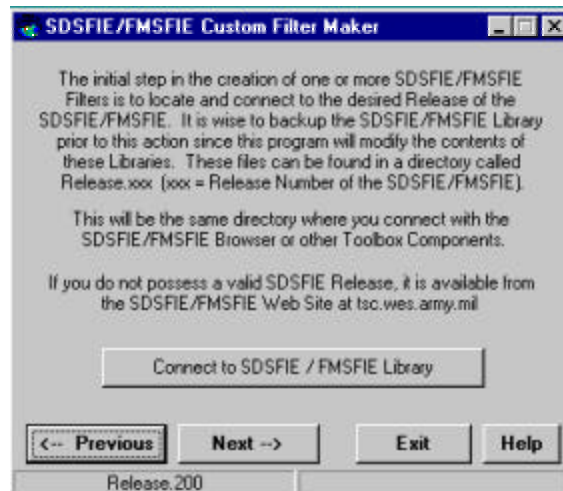 SDSFIE/FMSFIE Custom Filter Maker
The initial step in the creation of one or more SDSFIE/FMSFIE
Filters is to locate and connect to the desired Release of the
SDSFIE/FMSFIE. It is wise to backup the SDSFIE/FMSFIE Library
prior to this action since this program will modify the contents
of these Libraries. These files can be found in a directory called
Release.xxx (xxx = Release Number of the SDSFIE/FMSFIE).
This will be the same directory where you connect with the
SDSFIE/FMSFIE Browser or other Toolbox Components.
If you do not possess a valid SDSFIE Release, it is available from
the SDSFIE/FMSFIE Web Site at tsc.wes.army.mil
Connect to SDSFIE / FMSFIE Library
<-- Previous Next --> Exit Help
Release.200